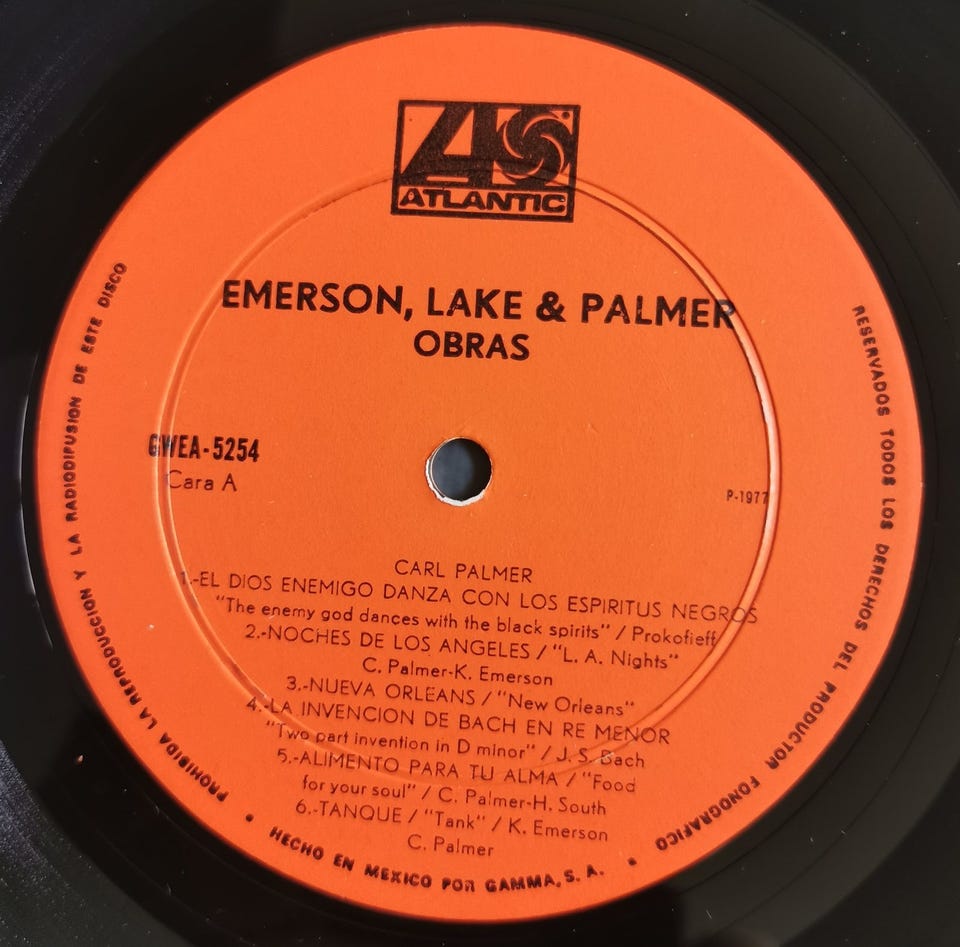 ATLANTIC
EMERSON, LAKE & PALMER
OBRAS
GWEA-5254
Cara A
P-1977
CARL PALMER
1.-EL DIOS ENEMIGO DANZA CON LOS ESPIRITUS NEGROS
"The enemy god dances with the black spirits" / Prokofieff
2.-NOCHES DE LOS ANGELES / "L. A. Nights"
C. Palmer-K. Emerson
3.-NUEVA ORLEANS / "New Orleans"
4.-LA INVENCION DE BACH EN RE MENOR
"Two part invention in D minor" / J. S. Bach
5.-ALIMENTO PARA TU ALMA / "Food
for your soul" / C. Palmer-H. South
6.-TANQUE / "Tank" / K. Emerson
C. Palmer
RESERVADOS TODOS LOS DERECHOS DEL PRODUCTOR FONOGRAFICO
• HECHO EN MEXICO POR GAMMA, S. A. •
PROHIBIDA LA REPRODUCCION Y LA RADIODIFUSION DE ESTE DISCO